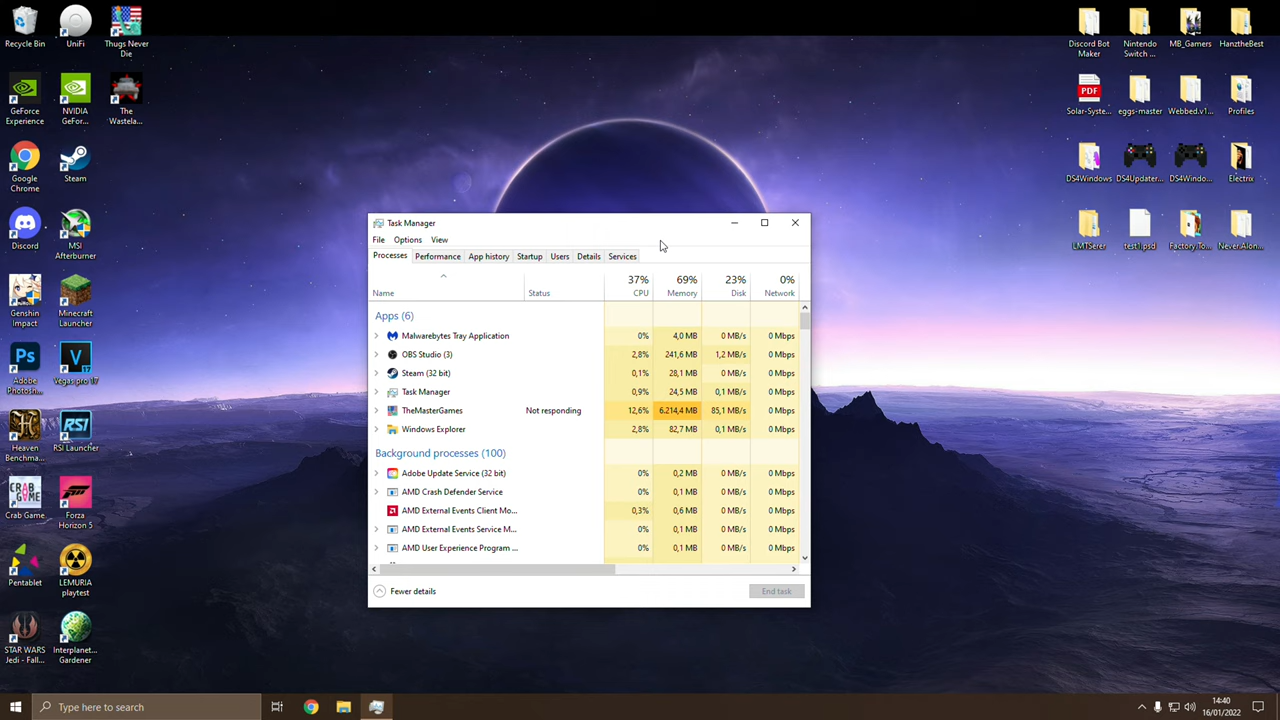 Recycle Bin
UniFi
Thugs Never
Die
GeForce
Experience
NVIDIA
GeFor...
The
Wastela...
Google
Chrome
Steam
Discord
MSI
Afterburner
Genshin
Impact
Minecraft
Launcher
Adobe
Photosh...
Vegas pro 17
Heaven
Benchma...
RSI
RSI Launcher
CRAB
GAME
Crab Game
Forza
Horizon 5
Pentablet
LEMURIA
playtest
STAR WARS
Jedi - Fall...
Interplanet...
Gardener
Discord Bot
Maker
Nintendo
Switch ...
MB_Gamers
HanztheBest
PDF
Solar-Syste...
eggs-master
Webbed.v1...
Profiles
DS4Windows
DS4Updater...
DS4Windo...
Electrix
LMTSerer
test1.psd
Factory.To...
Never.Alon...
Task Manager
File Options View
Processes Performance App history Startup Users Details Services
37% 69% 23% 0%
Name Status CPU Memory Disk Network
Apps (6)
Malwarebytes Tray Application 0% 4,0 MB 0 MB/s 0 Mbps
OBS Studio (3) 2,8% 241,6 MB 1,2 MB/s 0 Mbps
Steam (32 bit) 0,1% 28,1 MB 0 MB/s 0 Mbps
Task Manager 0,9% 24,5 MB 0,1 MB/s 0 Mbps
TheMasterGames Not responding 12,6% 6.214,4 MB 85,1 MB/s 0 Mbps
Windows Explorer 2,8% 82,7 MB 0,1 MB/s 0 Mbps
Background processes (100)
Adobe Update Service (32 bit) 0% 0,2 MB 0 MB/s 0 Mbps
AMD Crash Defender Service 0% 0,1 MB 0 MB/s 0 Mbps
AMD External Events Client Mo... 0,3% 0,6 MB 0 MB/s 0 Mbps
AMD External Events Service M... 0% 0,1 MB 0 MB/s 0 Mbps
AMD User Experience Program ... 0% 0,1 MB 0 MB/s 0 Mbps
Fewer details End task
Type here to search
14:40
16/01/2022